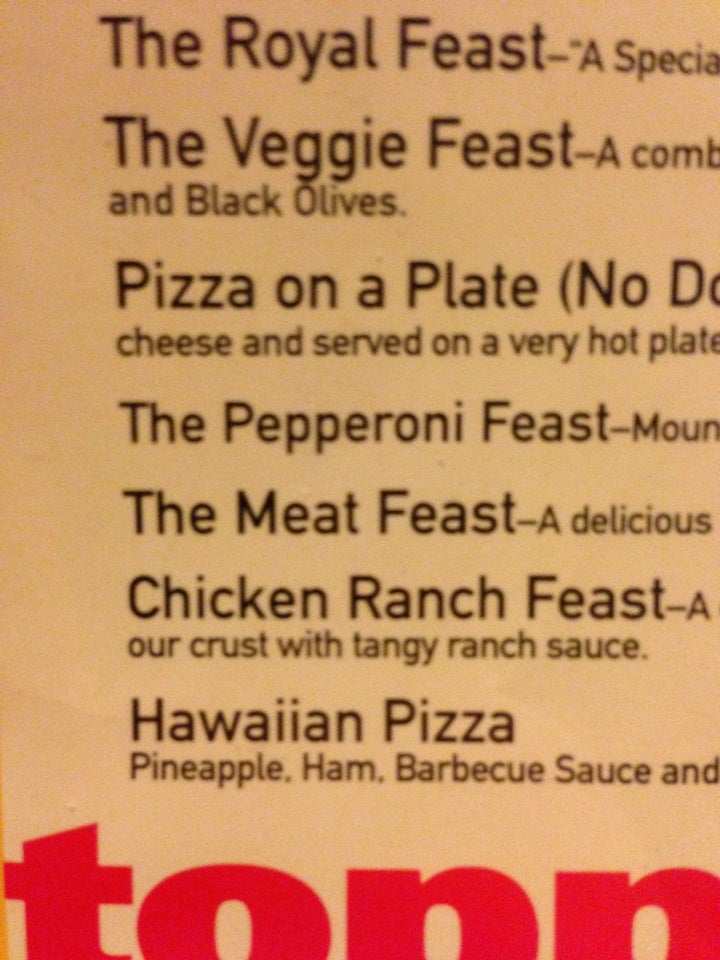 The Royal Feast–"A Specia
The Veggie Feast–A comb
and Black Olives.
Pizza on a Plate (No Do
cheese and served on a very hot plate
The Pepperoni Feast–Moun
The Meat Feast–A delicious
Chicken Ranch Feast–A
our crust with tangy ranch sauce.
Hawaiian Pizza
Pineapple, Ham, Barbecue Sauce and
topp